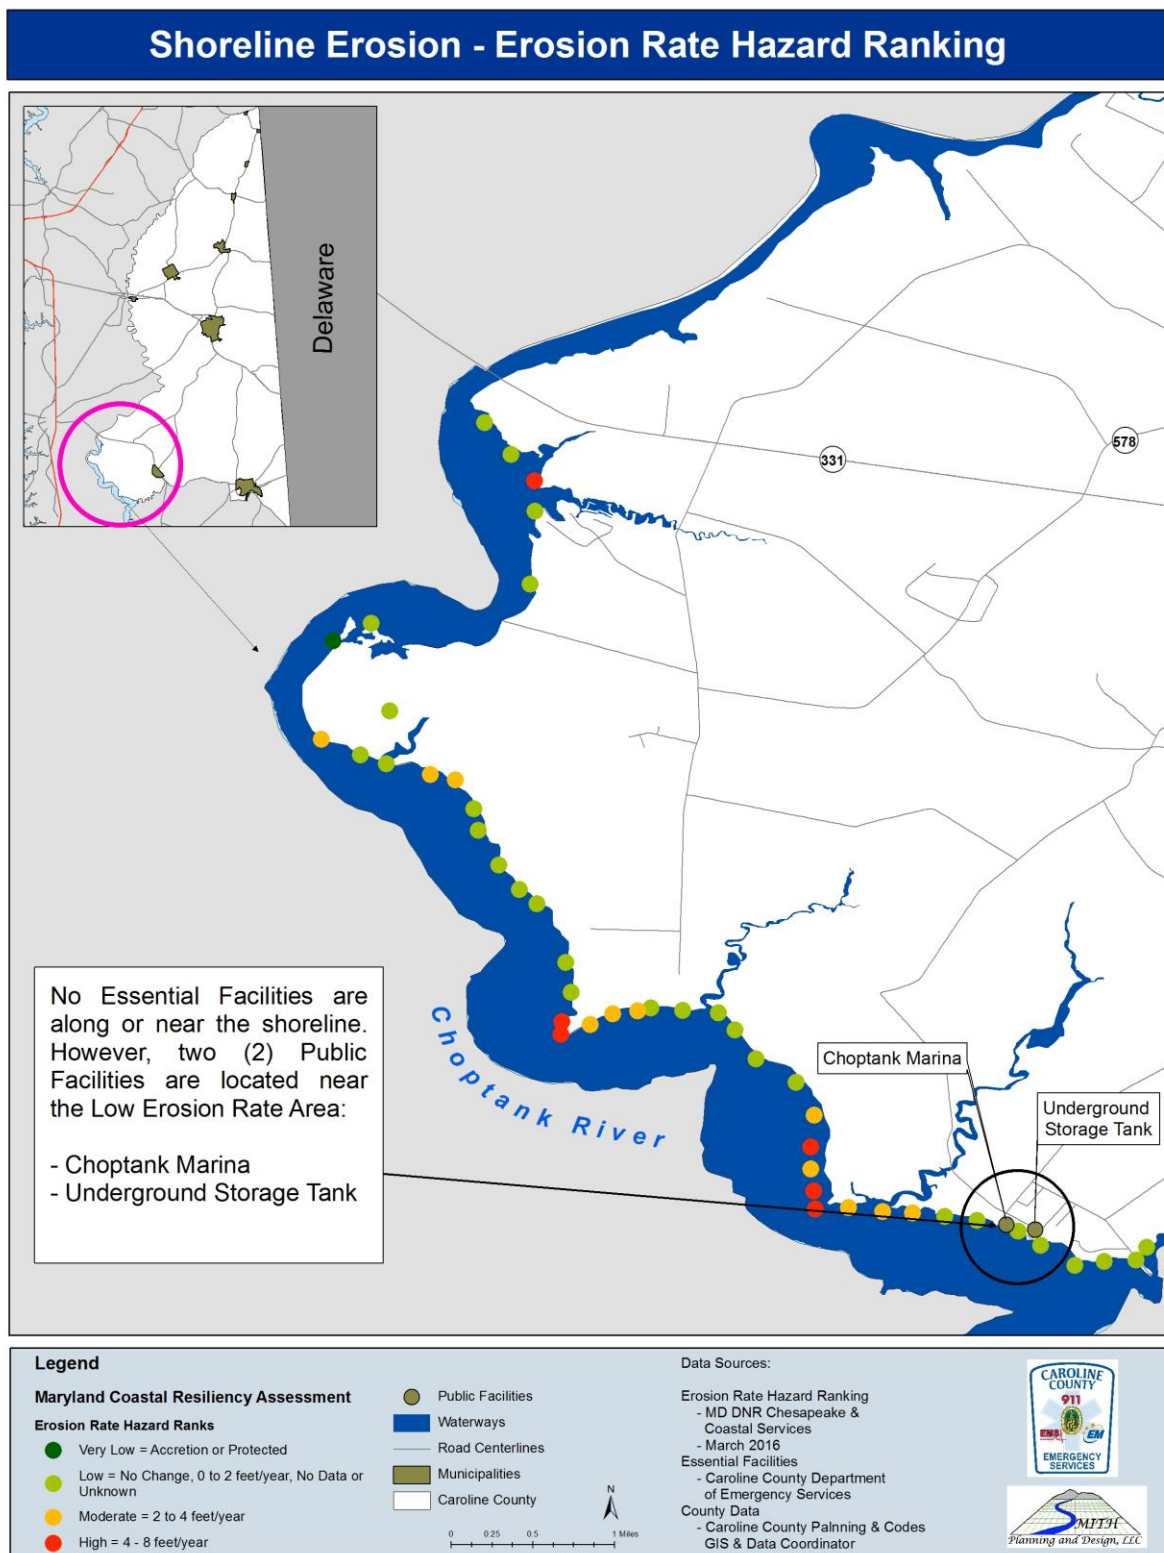 Shoreline Erosion - Erosion Rate Hazard Ranking
Delaware
331
578
No Essential Facilities are
along or near the shoreline.
However, two (2) Public
Facilities are located near
the Low Erosion Rate Area:
- Choptank Marina
- Underground Storage Tank
Choptank River
Choptank Marina
Underground
Storage Tank
Legend
Maryland Coastal Resiliency Assessment
Erosion Rate Hazard Ranks
Very Low = Accretion or Protected
Low = No Change, 0 to 2 feet/year, No Data or
Unknown
Moderate = 2 to 4 feet/year
High = 4 - 8 feet/year
Public Facilities
Waterways
Road Centerlines
Municipalities
Caroline County
N
0 0.25 0.5 1 Miles
Data Sources:
Erosion Rate Hazard Ranking
- MD DNR Chesapeake &
Coastal Services
- March 2016
Essential Facilities
- Caroline County Department
of Emergency Services
County Data
- Caroline County Palnning & Codes
GIS & Data Coordinator
CAROLINE
COUNTY
911
EMS
EM
EMERGENCY
SERVICES
SMITH
Planning and Design, LLC